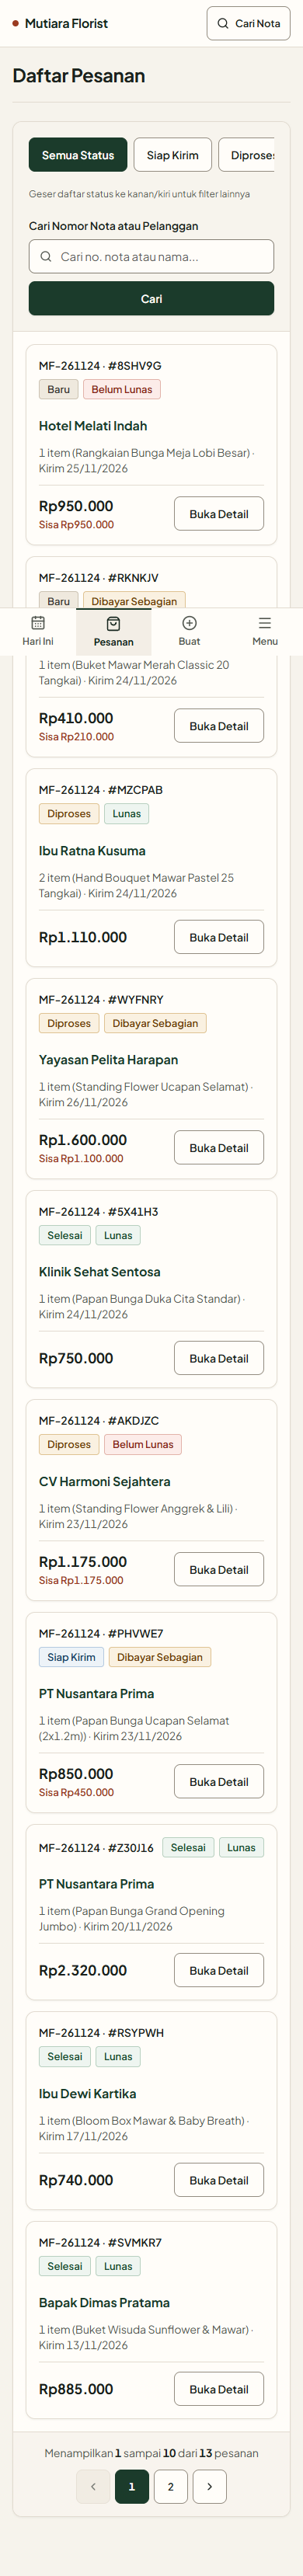 Mutiara Florist
Cari Nota
Daftar Pesanan
Semua Status
Siap Kirim
Diproses
Geser daftar status ke kanan/kiri untuk filter lainnya
Cari Nomor Nota atau Pelanggan
Cari no. nota atau nama...
Cari
MF-261124 · #8SHV9G
Baru
Belum Lunas
Hotel Melati Indah
1 item (Rangkaian Bunga Meja Lobi Besar) ·
Kirim 25/11/2026
Rp950.000
Sisa Rp950.000
Buka Detail
MF-261124 · #RKNKJV
Baru
Dibayar Sebagian
Hari Ini
Pesanan
Buat
Menu
1 item (Buket Mawar Merah Classic 20
Tangkai) · Kirim 24/11/2026
Rp410.000
Sisa Rp210.000
Buka Detail
MF-261124 · #MZCPAB
Diproses
Lunas
Ibu Ratna Kusuma
2 item (Hand Bouquet Mawar Pastel 25
Tangkai) · Kirim 24/11/2026
Rp1.110.000
Buka Detail
MF-261124 · #WYFNRY
Diproses
Dibayar Sebagian
Yayasan Pelita Harapan
1 item (Standing Flower Ucapan Selamat) ·
Kirim 26/11/2026
Rp1.600.000
Sisa Rp1.100.000
Buka Detail
MF-261124 · #5X41H3
Selesai
Lunas
Klinik Sehat Sentosa
1 item (Papan Bunga Duka Cita Standar) ·
Kirim 24/11/2026
Rp750.000
Buka Detail
MF-261124 · #AKDJZC
Diproses
Belum Lunas
CV Harmoni Sejahtera
1 item (Standing Flower Anggrek & Lili) ·
Kirim 23/11/2026
Rp1.175.000
Sisa Rp1.175.000
Buka Detail
MF-261124 · #PHVWE7
Siap Kirim
Dibayar Sebagian
PT Nusantara Prima
1 item (Papan Bunga Ucapan Selamat
(2x1.2m)) · Kirim 23/11/2026
Rp850.000
Sisa Rp450.000
Buka Detail
MF-261124 · #Z30J16
Selesai
Lunas
PT Nusantara Prima
1 item (Papan Bunga Grand Opening
Jumbo) · Kirim 20/11/2026
Rp2.320.000
Buka Detail
MF-261124 · #RSYPWH
Selesai
Lunas
Ibu Dewi Kartika
1 item (Bloom Box Mawar & Baby Breath) ·
Kirim 17/11/2026
Rp740.000
Buka Detail
MF-261124 · #SVMKR7
Selesai
Lunas
Bapak Dimas Pratama
1 item (Buket Wisuda Sunflower & Mawar) ·
Kirim 13/11/2026
Rp885.000
Buka Detail
Menampilkan 1 sampai 10 dari 13 pesanan
1
2